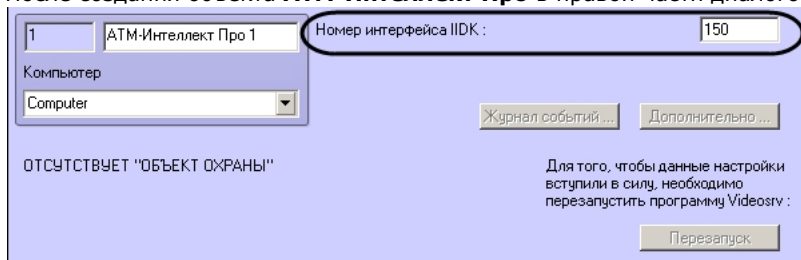 После создания объекта АТМ-Интеллект Про в правой части диалого
1
АТМ-Интеллект Про 1
Номер интерфейса IIDK :
150
Компьютер
Computer
Журнал событий ...
Дополнительно ...
ОТСУТСТВУЕТ "ОБЪЕКТ ОХРАНЫ"
Для того, чтобы данные настройки
вступили в силу, необходимо
перезапустить программу Videosrv :
Перезапуск